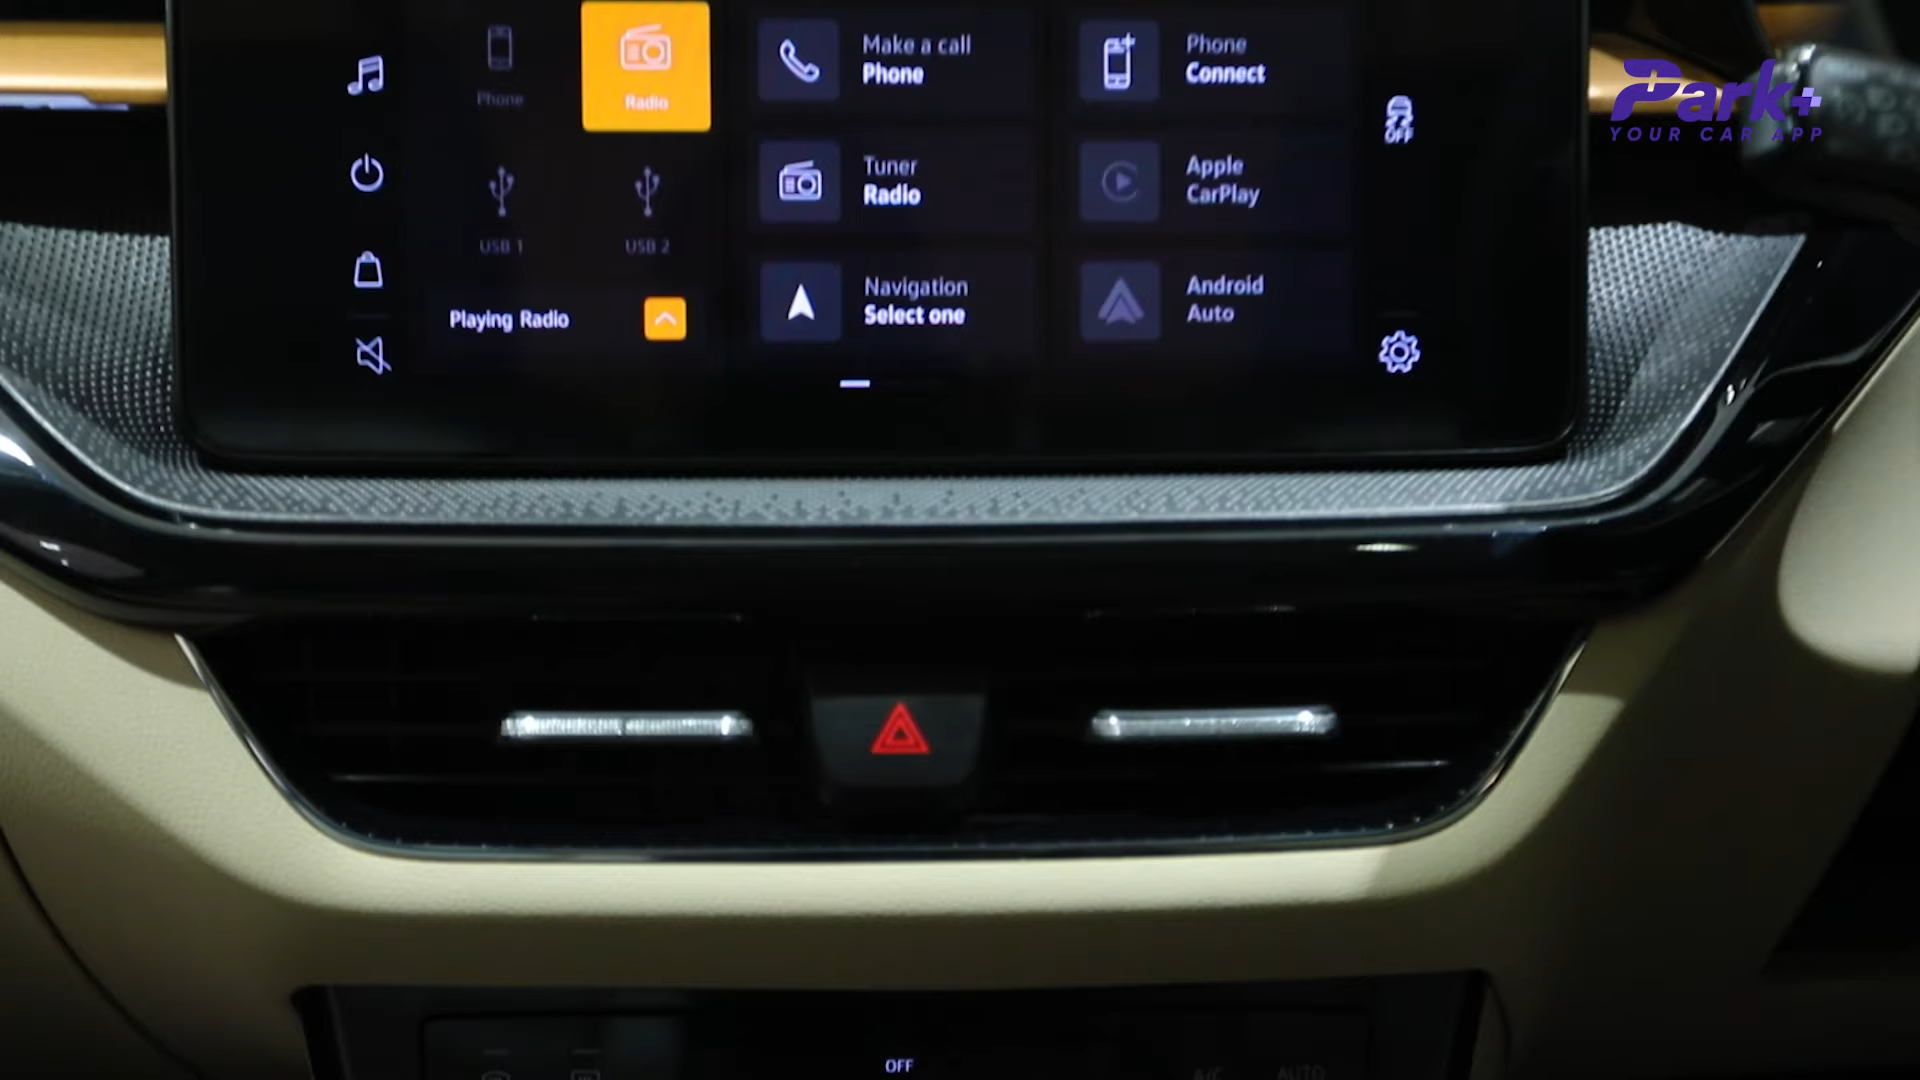 Phone
Radio
USB 1
USB 2
Playing Radio
Make a call
Phone
Tuner
Radio
Navigation
Select one
Phone
Connect
Apple
CarPlay
Android
Auto
OFF
Park+
YOUR CAR APP
OFF
A/C
AUTO